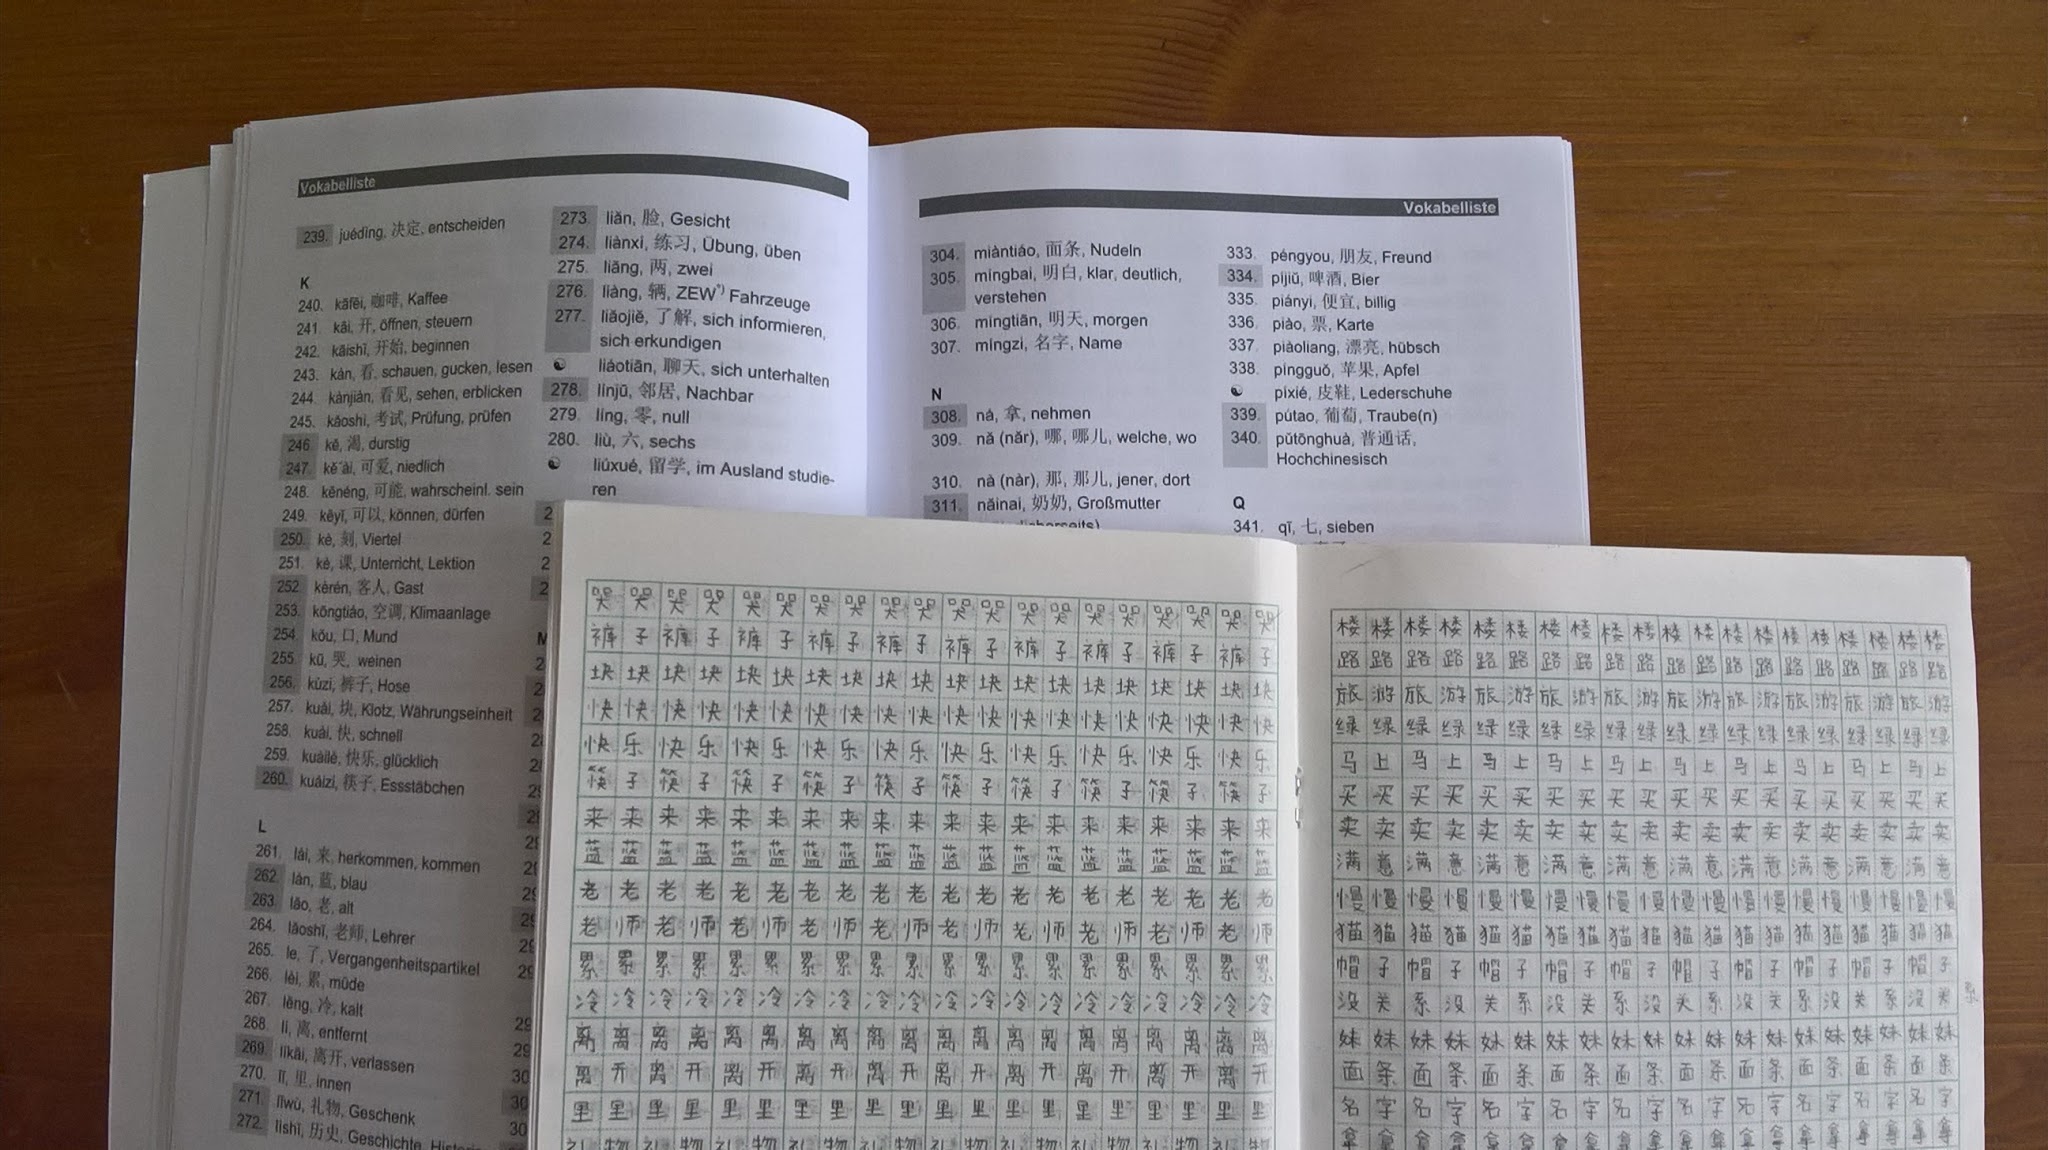 Vokabelliste
239. juédìng, 决定, entscheiden
K
240. kāfēi, 咖啡, Kaffee
241. kāi, 开, öffnen, steuern
242. kāishǐ, 开始, beginnen
243. kàn, 看, schauen, gucken, lesen
244. kànjiàn, 看见, sehen, erblicken
245. kǎoshì, 考试, Prüfung, prüfen
246. kě, 渴, durstig
247. kě'ài, 可爱, niedlich
248. kěnéng, 可能, wahrscheinl. sein
249. kěyǐ, 可以, können, dürfen
250. kè, 刻, Viertel
251. kè, 课, Unterricht, Lektion
252. kèrén, 客人, Gast
253. kōngtiáo, 空调, Klimaanlage
254. kǒu, 口, Mund
255. kū, 哭, weinen
256. kùzi, 裤子, Hose
257. kuài, 块, Klotz, Währungseinheit
258. kuài, 快, schnell
259. kuàilè, 快乐, glücklich
260. kuàizi, 筷子, Essstäbchen
L
261. lái, 来, herkommen, kommen
262. lán, 蓝, blau
263. lǎo, 老, alt
264. lǎoshī, 老师, Lehrer
265. le, 了, Vergangenheitspartikel
266. lèi, 累, müde
267. lěng, 冷, kalt
268. lí, 离, entfernt
269. líkāi, 离开, verlassen
270. lǐ, 里, innen
271. lǐwù, 礼物, Geschenk
272. lìshǐ, 历史, Geschichte,
273. liǎn, 脸, Gesicht
274. liànxí, 练习, Übung, üben
275. liǎng, 两, zwei
276. liàng, 辆, ZEW*) Fahrzeuge
277. liǎojiě, 了解, sich informieren,
sich erkundigen
liáotiān, 聊天, sich unterhalten
278. línjū, 邻居, Nachbar
279. líng, 零, null
280. liù, 六, sechs
liúxué, 留学, im Ausland studie-
ren
Vokabelliste
304. miàntiáo, 面条, Nudeln
305. míngbai, 明白, klar, deutlich,
verstehen
306. míngtiān, 明天, morgen
307. míngzi, 名字, Name
N
308. ná, 拿, nehmen
309. nǎ (nǎr), 哪, 哪儿, welche, wo
310. nà (nàr), 那, 那儿, jener, dort
311. nǎinai, 奶奶, Großmutter
333. péngyou, 朋友, Freund
334. píjiǔ, 啤酒, Bier
335. piányi, 便宜, billig
336. piào, 票, Karte
337. piàoliang, 漂亮, hübsch
338. píngguǒ, 苹果, Apfel
píxié, 皮鞋, Lederschuhe
339. pútao, 葡萄, Traube(n)
340. pǔtōnghuà, 普通话,
Hochchinesisch
Q
341. qī, 七, sieben
哭哭哭哭哭哭哭哭哭哭哭哭哭哭哭哭哭哭哭哭
裤子裤子裤子裤子裤子裤子裤子裤子裤子裤子
块块块块块块块块块块块块块块块块块块块块
快快快快快快快快快快快快快快快快快快快快
快乐快乐快乐快乐快乐快乐快乐快乐快乐快乐
筷子筷子筷子筷子筷子筷子筷子筷子筷子筷子
来来来来来来来来来来来来来来来来来来来来
蓝蓝蓝蓝蓝蓝蓝蓝蓝蓝蓝蓝蓝蓝蓝蓝蓝蓝蓝蓝
老老老老老老老老老老老老老老老老老老老老
老师老师老师老师老师老师老师老师老师老师
累累累累累累累累累累累累累累累累累累累累
冷冷冷冷冷冷冷冷冷冷冷冷冷冷冷冷冷冷冷冷
离离离离离离离离离离离离离离离离离离离离
离开离开离开离开离开离开离开离开离开离开
里里里里里里里里里里里里里里里里里里里里
礼物礼物礼物礼物礼物礼物礼物礼物礼物礼物
楼楼楼楼楼楼楼楼楼楼楼楼楼楼楼楼楼楼楼楼
路路路路路路路路路路路路路路路路路路路路
旅游旅游旅游旅游旅游旅游旅游旅游旅游旅游
绿绿绿绿绿绿绿绿绿绿绿绿绿绿绿绿绿绿绿绿
马上马上马上马上马上马上马上马上马上马上
买买买买买买买买买买买买买买买买买买买买
卖卖卖卖卖卖卖卖卖卖卖卖卖卖卖卖卖卖卖卖
满意满意满意满意满意满意满意满意满意满意
慢慢慢慢慢慢慢慢慢慢慢慢慢慢慢慢慢慢慢慢
猫猫猫猫猫猫猫猫猫猫猫猫猫猫猫猫猫猫猫猫
帽子帽子帽子帽子帽子帽子帽子帽子帽子帽子
没关系没关系没关系没关系没关系没关系没关系
妹妹妹妹妹妹妹妹妹妹妹妹妹妹妹妹妹妹妹妹
面条面条面条面条面条面条面条面条面条面条
名字名字名字名字名字名字名字名字名字名字
拿拿拿拿拿拿拿拿拿拿拿拿拿拿拿拿拿拿拿拿